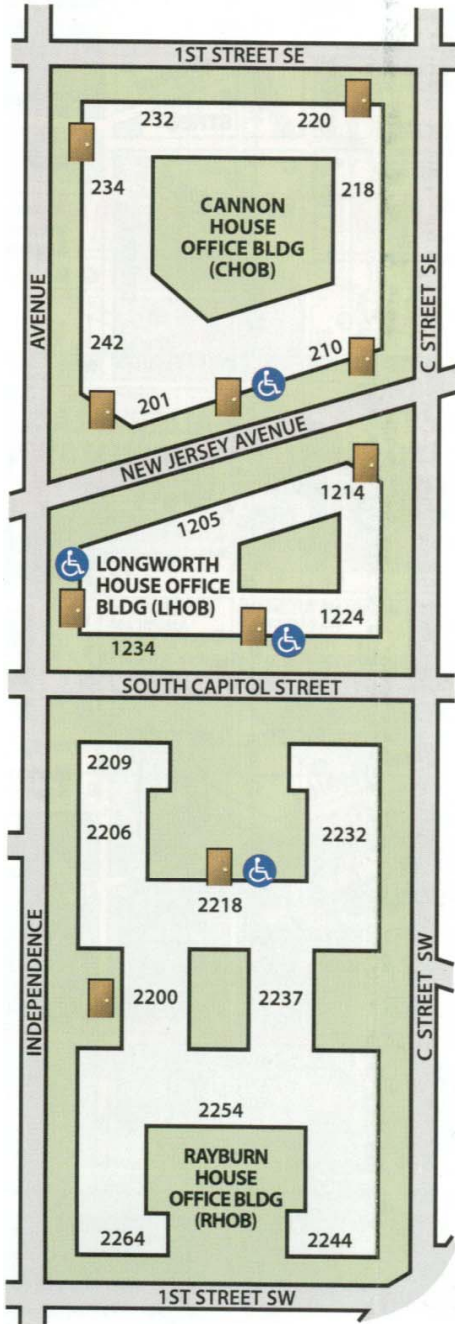 1ST STREET SE
232
220
234
218
CANNON
HOUSE
OFFICE BLDG
(CHOB)
AVENUE
C STREET SE
242
210
201
NEW JERSEY AVENUE
1214
1205
LONGWORTH
HOUSE OFFICE
BLDG (LHOB)
1224
1234
SOUTH CAPITOL STREET
2209
2206
2232
2218
INDEPENDENCE
2200
2237
C STREET SW
2254
RAYBURN
HOUSE
OFFICE BLDG
(RHOB)
2264
2244
1ST STREET SW